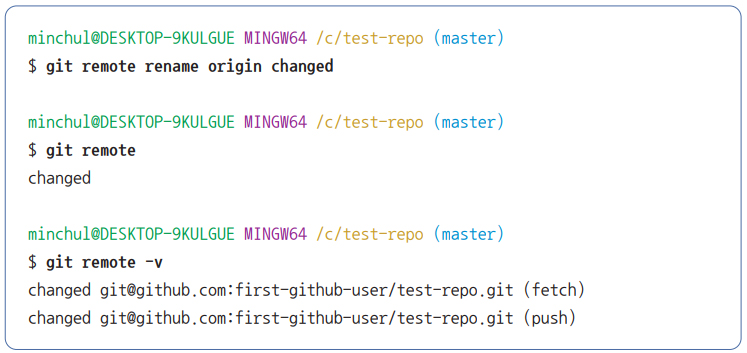 minchul@DESKTOP-9KULGUE MINGW64 /c/test-repo (master)
$ git remote rename origin changed
minchul@DESKTOP-9KULGUE MINGW64 /c/test-repo (master)
$ git remote
changed
minchul@DESKTOP-9KULGUE MINGW64 /c/test-repo (master)
$ git remote -v
changed git@github.com:first-github-user/test-repo.git (fetch)
changed git@github.com:first-github-user/test-repo.git (push)